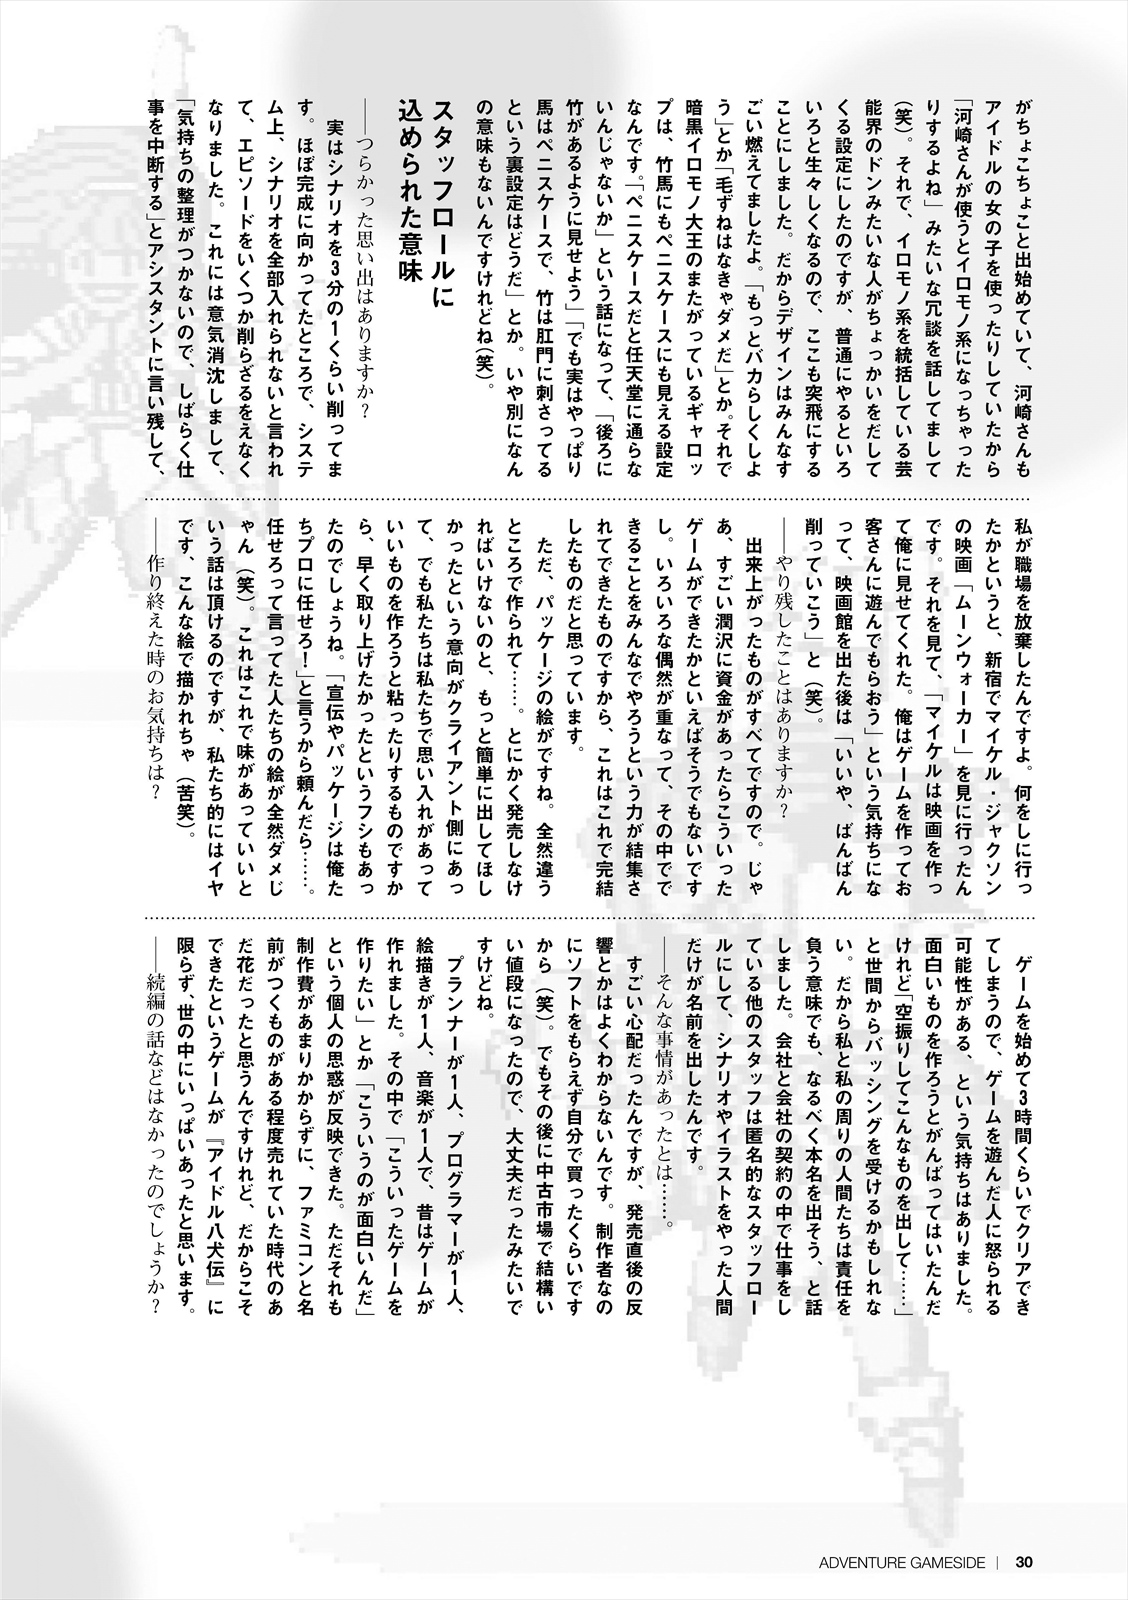 がちょこちょこと出始めていて、河崎さんも
アイドルの女の子を使ったりしていたから
「河崎さんが使うとイロモノ系になっちゃった
りするよね」みたいな冗談を話してまして
(笑)。それで、イロモノ系を統括している芸
能界のドンみたいな人がちょっかいをだして
くる設定にしたのですが、普通にやるといろ
いろと生々しくなるので、ここも突飛にする
ことにしました。だからデザインはみんなす
ごい燃えてましたよ。「もっとバカらしくしよ
う」とか「毛ずねはなきゃダメだ」とか。それで
暗黒イロモノ大王のまたがっているギャロッ
プは、竹馬にもペニスケースにも見える設定
なんです。「ペニスケースだと任天堂に通らな
いんじゃないか」という話になって、「後ろに
竹があるように見せよう」「でも実はやっぱり
馬はペニスケースで、竹は肛門に刺さってる
という裏設定はどうだ」とか。いや別になん
の意味もないんですけれどね(笑)。
スタッフロールに
込められた意味
――つらかった思い出はありますか?
実はシナリオを3分の1くらい削ってま
す。ほぼ完成に向かってたところで、システ
ム上、シナリオを全部入れられないと言われ
て、エピソードをいくつか削らざるをえなく
なりました。これには意気消沈しまして、
「気持ちの整理がつかないので、しばらく仕
事を中断する」とアシスタントに言い残して、
私が職場を放棄したんですよ。何をしに行っ
たかというと、新宿でマイケル・ジャクソン
の映画「ムーンウォーカー」を見に行ったん
です。それを見て、「マイケルは映画を作っ
て俺に見せてくれた。俺はゲームを作ってお
客さんに遊んでもらおう」という気持ちにな
って、映画館を出た後は「いいや、ばんばん
削っていこう」と(笑)。
――やり残したことはありますか?
出来上がったものがすべてですので。じゃ
あ、すごい潤沢に資金があったらこういった
ゲームができたかといえばそうでもないです
し。いろいろな偶然が重なって、その中でで
きることをみんなでやろうという力が結集さ
れてできたものですから、これはこれで完結
したものだと思っています。
ただ、パッケージの絵がですね。全然違う
ところで作られて……。とにかく発売しなけ
ればいけないのと、もっと簡単に出してほし
かったという意向がクライアント側にあっ
て、でも私たちは私たちで思い入れがあって
いいものを作ろうと粘ったりするものですか
ら、早く取り上げたかったというフシもあっ
たのでしょうね。「宣伝やパッケージは俺た
ちプロに任せろ!」と言うから頼んだら……。
任せろって言ってた人たちの絵が全然ダメじ
ゃん(笑)。これはこれで味があっていいと
いう話は頂けるのですが、私たち的にはイヤ
です、こんな絵で描かれちゃ(苦笑)。
――作り終えた時のお気持ちは?
ゲームを始めて3時間くらいでクリアでき
てしまうので、ゲームを遊んだ人に怒られる
可能性がある、という気持ちはありました。
面白いものを作ろうとがんばってはいたんだ
けれど「空振りしてこんなものを出して……」
と世間からバッシングを受けるかもしれな
い。だから私と私の周りの人間たちは責任を
負う意味でも、なるべく本名を出そう、と話
しました。会社と会社の契約の中で仕事をし
ている他のスタッフは匿名的なスタッフロー
ルにして、シナリオやイラストをやった人間
だけが名前を出したんです。
――そんな事情があったとは……。
すごい心配だったんですが、発売直後の反
響とかはよくわからないんです。制作者なの
にソフトをもらえず自分で買ったくらいです
から(笑)。でもその後に中古市場で結構い
い値段になったので、大丈夫だったみたいで
すけどね。
プランナーが1人、プログラマーが1人、
絵描きが1人、音楽が1人で、昔はゲームが
作れました。その中で「こういったゲームを
作りたい」とか「こういうのが面白いんだ」
という個人の思惑が反映できた。ただそれも
制作費があまりかからずに、ファミコンと名
前がつくものがある程度売れていた時代のあ
だ花だったと思うんですけれど、だからこそ
できたというゲームが『アイドル八犬伝』に
限らず、世の中にいっぱいあったと思います。
――続編の話などはなかったのでしょうか?
ADVENTURE GAMESIDE | 30